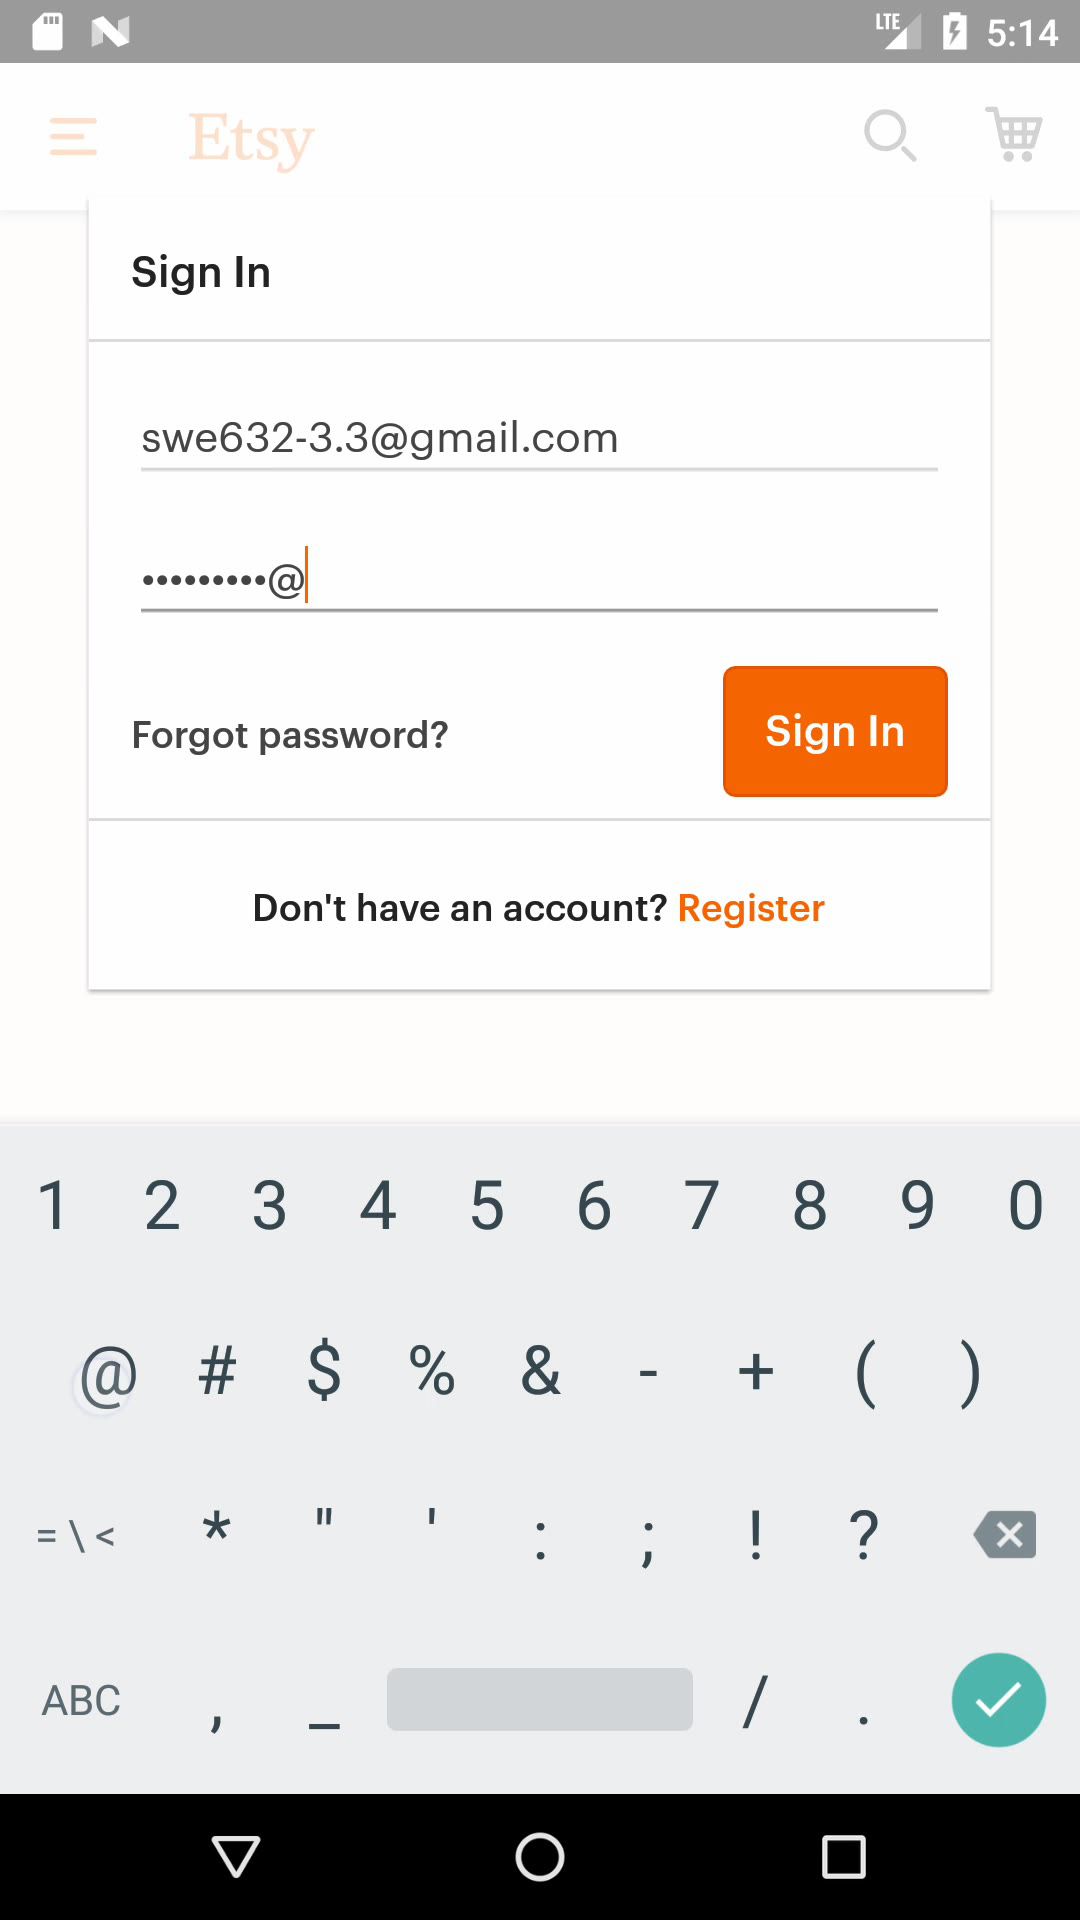 LTE 5:14
Etsy
Sign In
swe632-3.3@gmail.com
•••••••••@
Forgot password?
Sign In
Don't have an account? Register
1 2 3 4 5 6 7 8 9 0
@ # $ % & - + ( )
= \ < * " ' : ; ! ?
ABC , _ / .